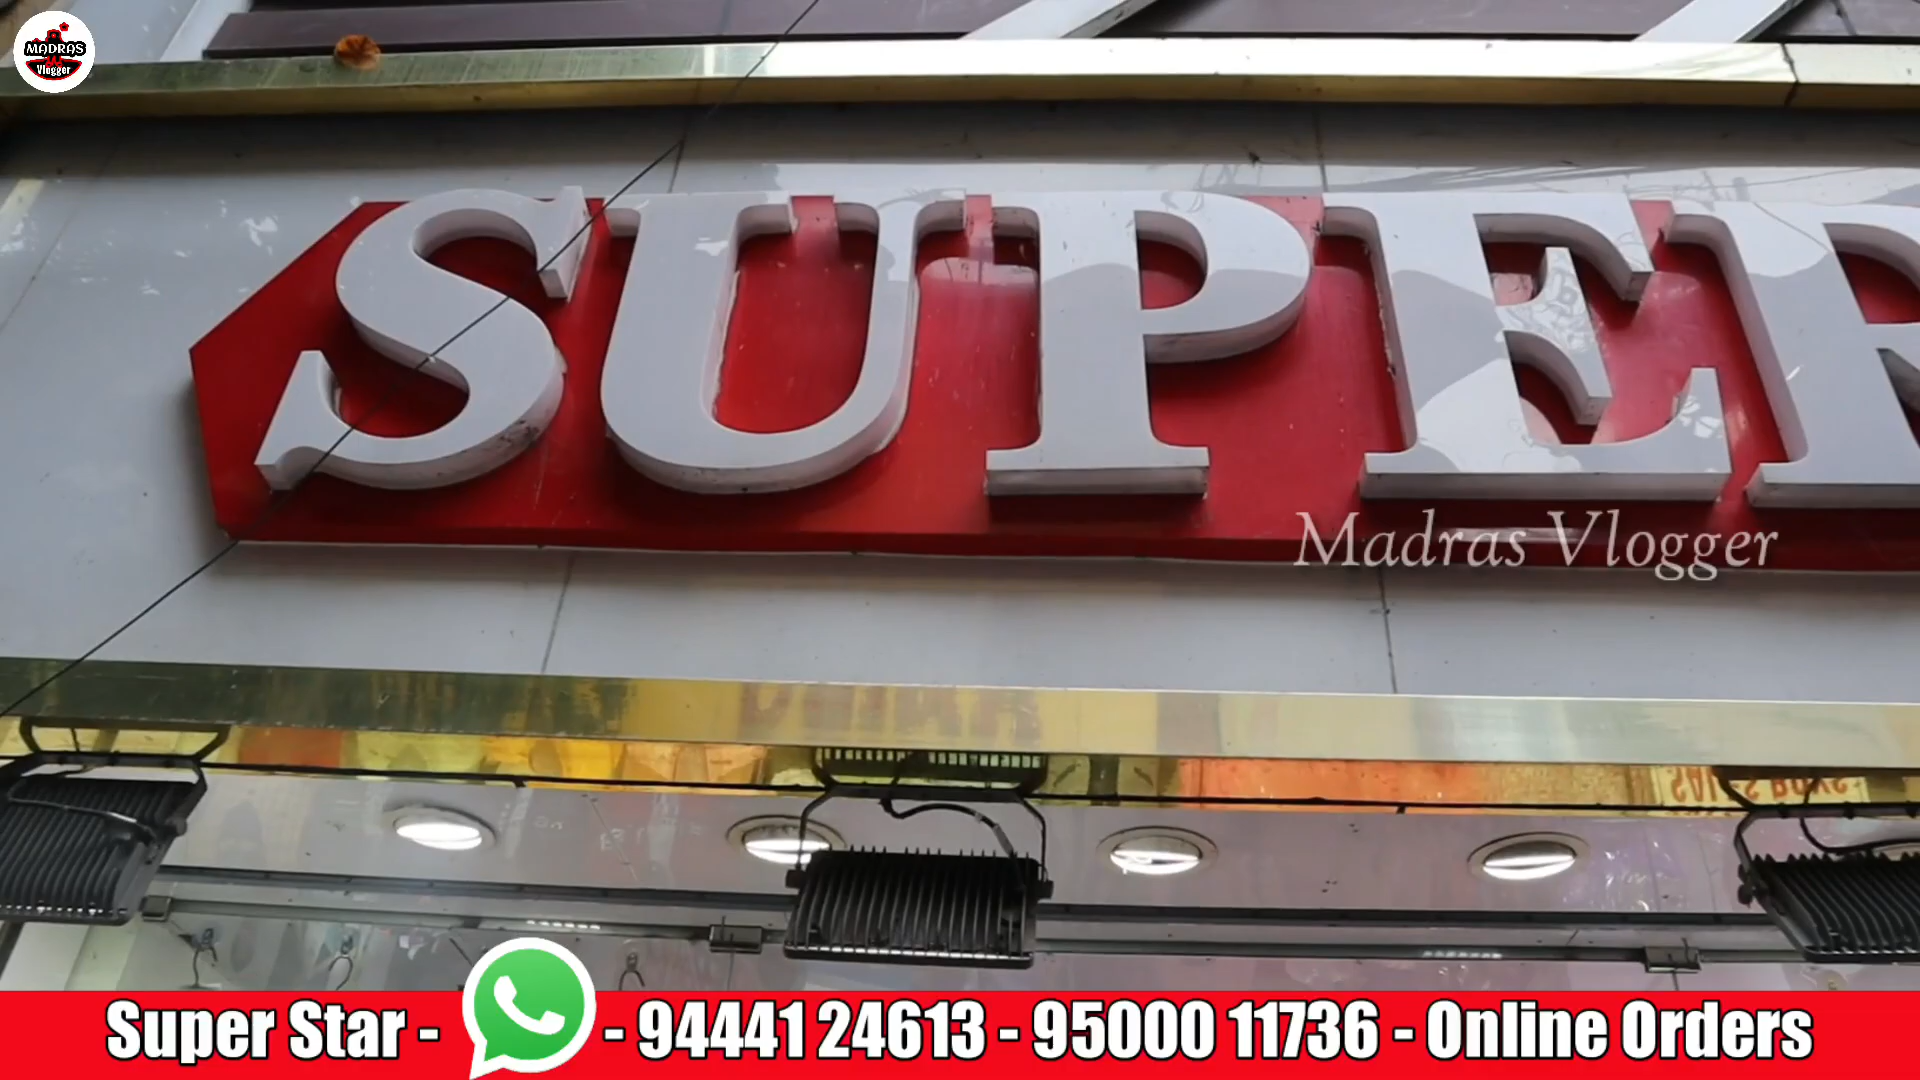 MADRAS
Vlogger
SUPER
Madras Vlogger
Super Star - - 94441 24613 - 95000 11736 - Online Orders